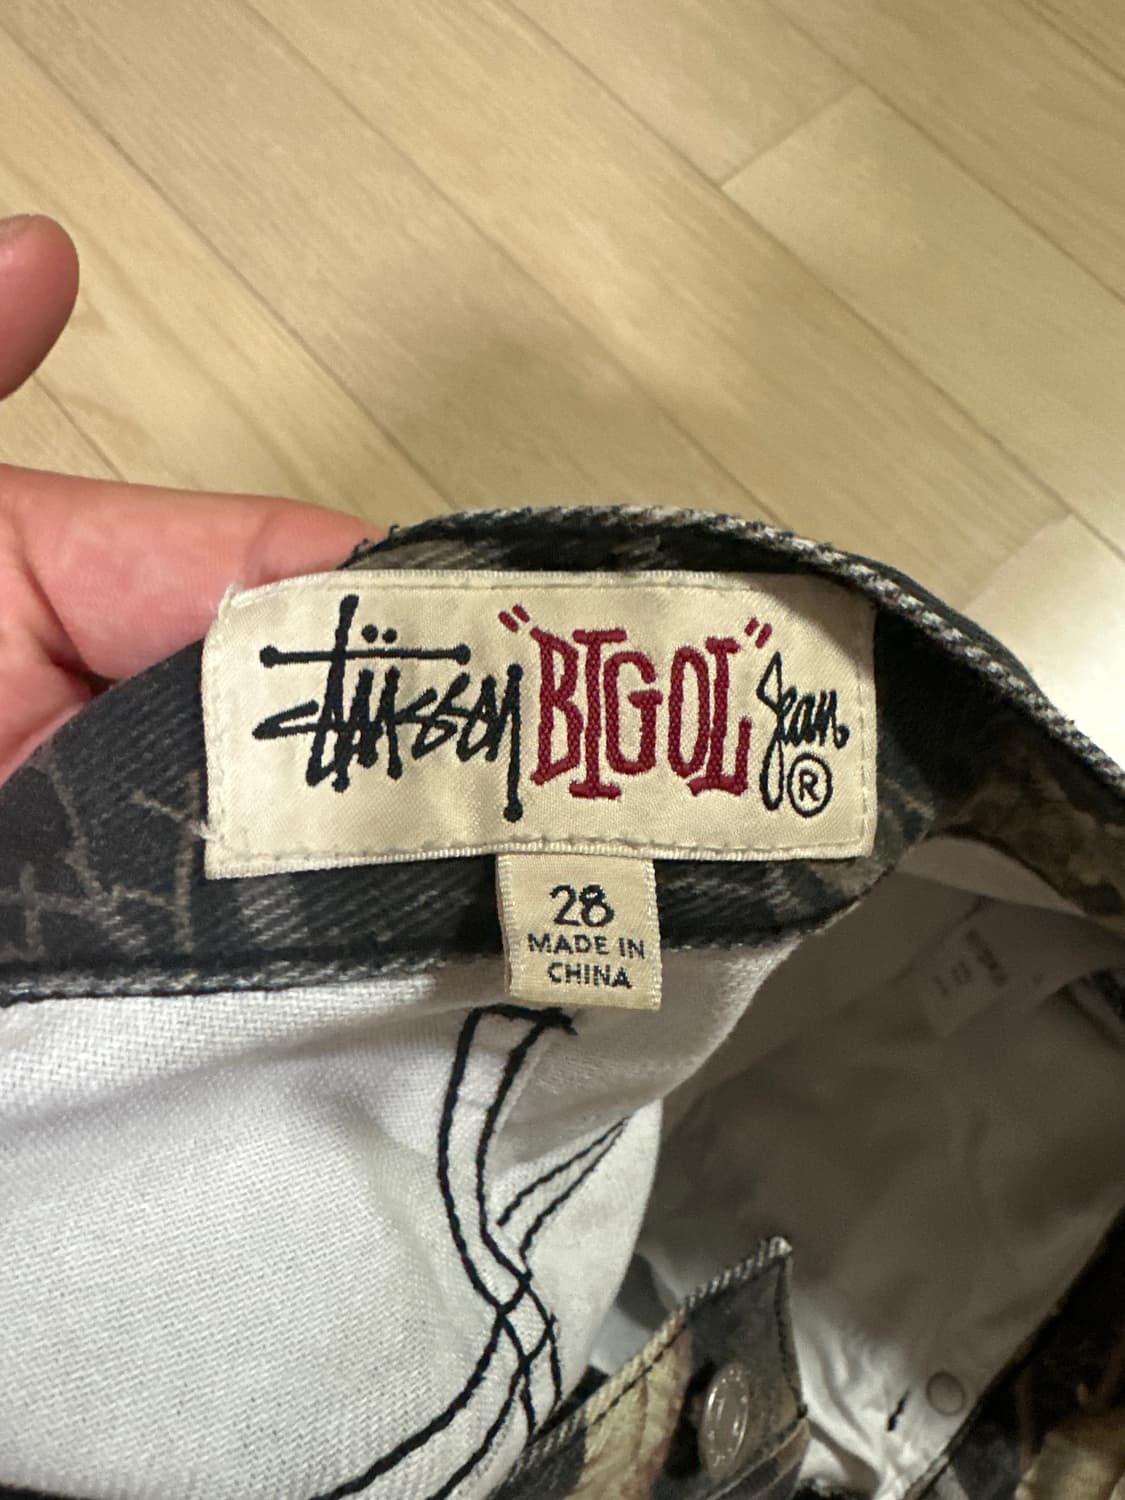 Stüssy "BIG OL" Jean ®
28
MADE IN
CHINA